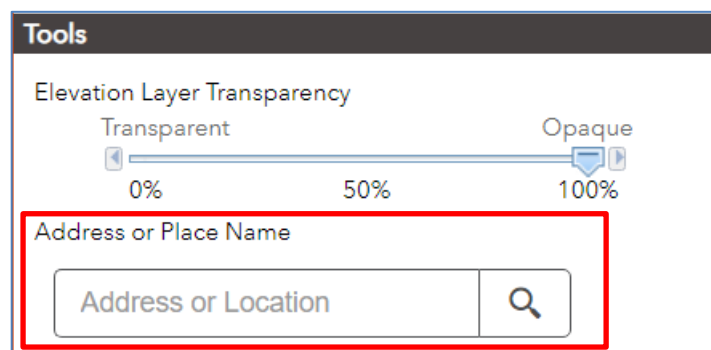 Tools
Elevation Layer Transparency
Transparent Opaque
0% 50% 100%
Address or Place Name
Address or Location